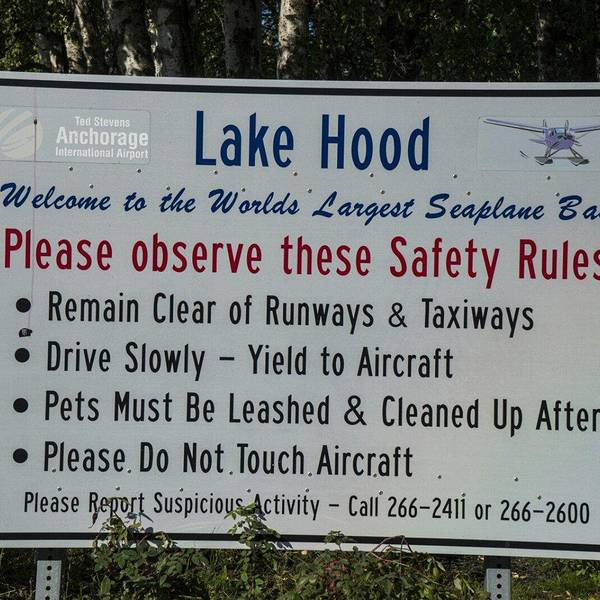 Ted Stevens
Anchorage
International Airport
Lake Hood
Welcome to the Worlds Largest Seaplane Ba
Please observe these Safety Rules
• Remain Clear of Runways & Taxiways
• Drive Slowly – Yield to Aircraft
• Pets Must Be Leashed & Cleaned Up After
• Please Do Not Touch Aircraft
Please Report Suspicious Activity – Call 266-2411 or 266-2600